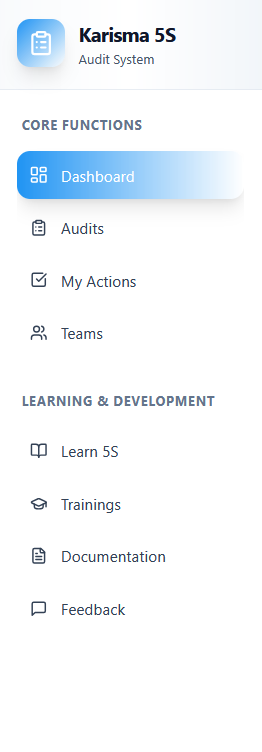 Karisma 5S
Audit System
CORE FUNCTIONS
Dashboard
Audits
My Actions
Teams
LEARNING & DEVELOPMENT
Learn 5S
Trainings
Documentation
Feedback